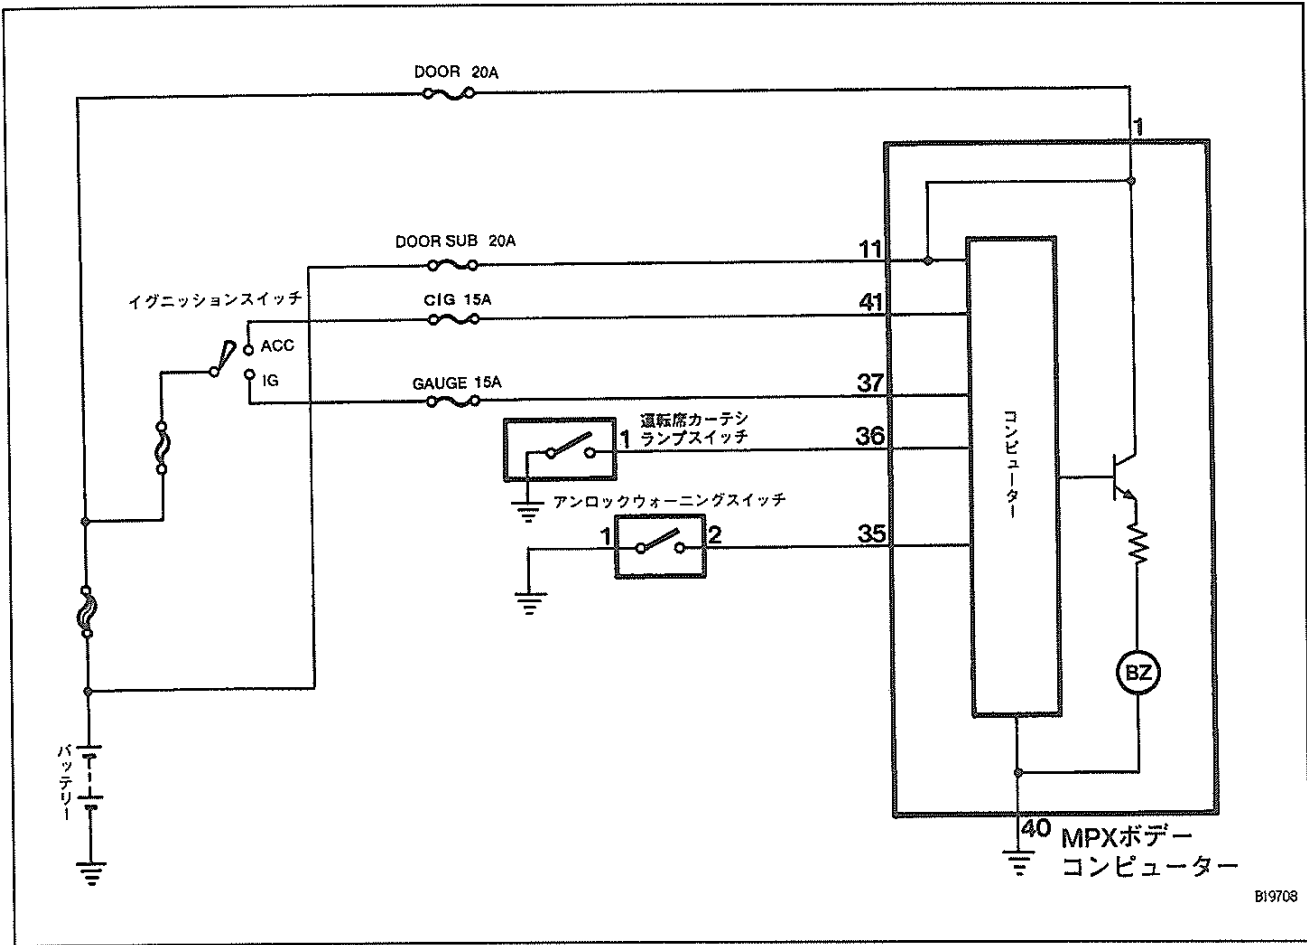 DOOR 20A
1
DOOR SUB 20A
11
イグニッションスイッチ
CIG 15A
41
ACC
IG
GAUGE 15A
37
運転席カーテシ
ランプスイッチ
1
36
アンロックウォーニングスイッチ
1
2
35
コンピューター
BZ
バッテリー
40
MPXボデー
コンピューター
B19708